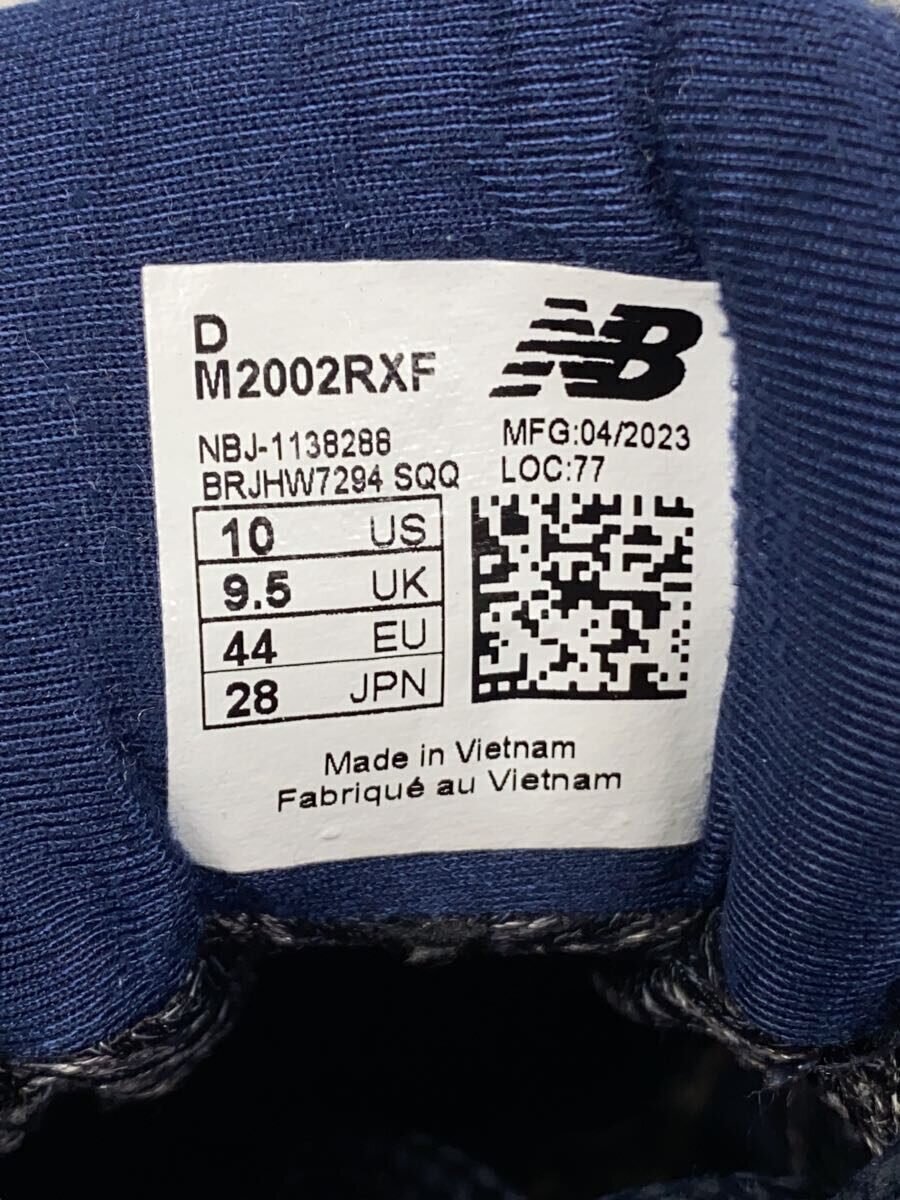 D
M2002RXF
NB
NBJ-1138288
BRJHW7294 SQQ
MFG:04/2023
LOC:77
10 US
9.5 UK
44 EU
28 JPN
Made in Vietnam
Fabriqué au Vietnam